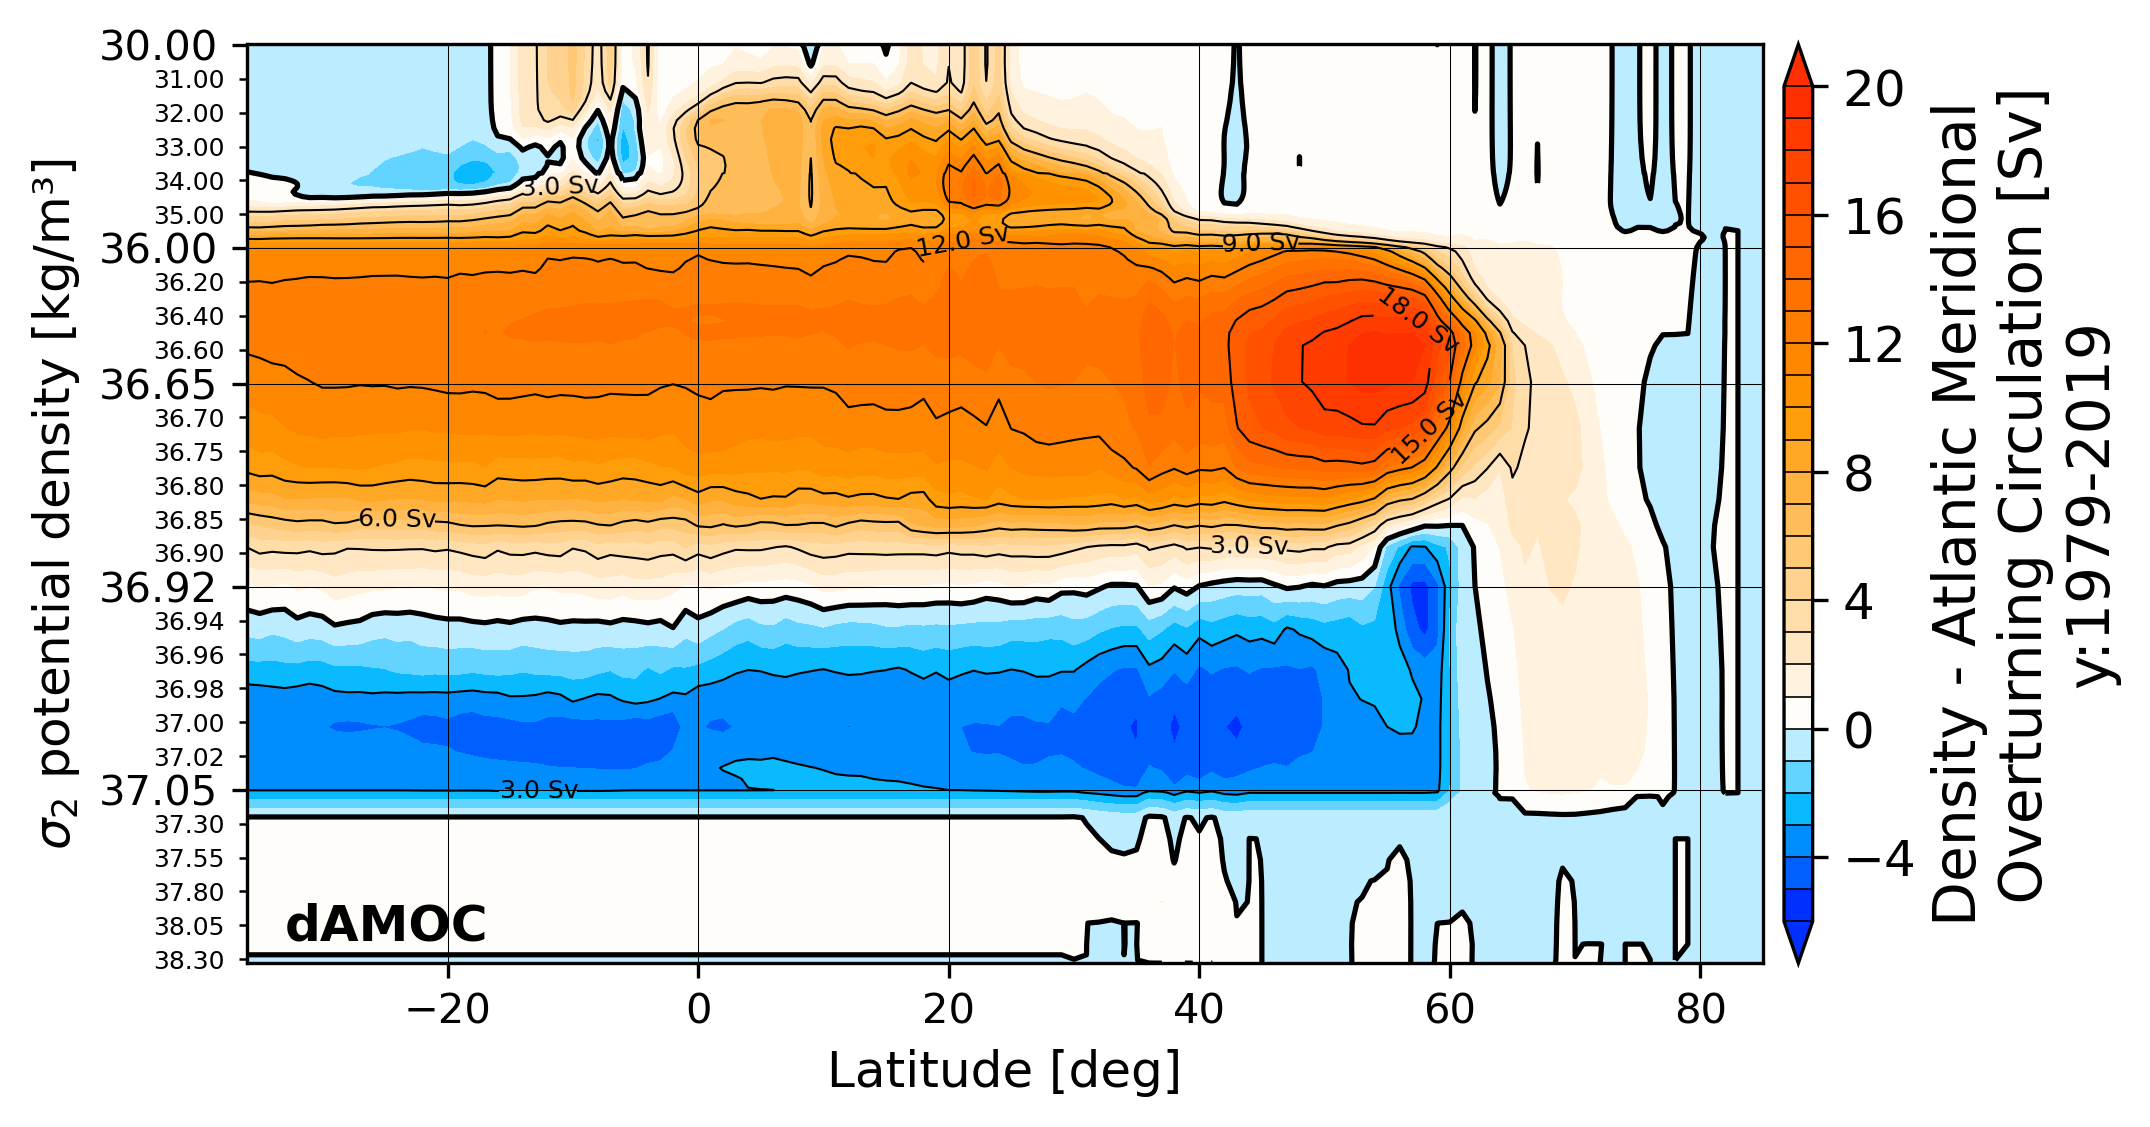 σ₂ potential density [kg/m³]
30.00
31.00
32.00
33.00
34.00
35.00
36.00
36.20
36.40
36.60
36.65
36.70
36.75
36.80
36.85
36.90
36.92
36.94
36.96
36.98
37.00
37.02
37.05
37.30
37.55
37.80
38.05
38.30
3.0 Sv
12.0 Sv
9.0 Sv
18.0 Sv
15.0 Sv
6.0 Sv
3.0 Sv
3.0 Sv
dAMOC
−20
0
20
40
60
80
Latitude [deg]
20
16
12
8
4
0
−4
Density - Atlantic Meridional
Overturning Circulation [Sv]
y:1979-2019